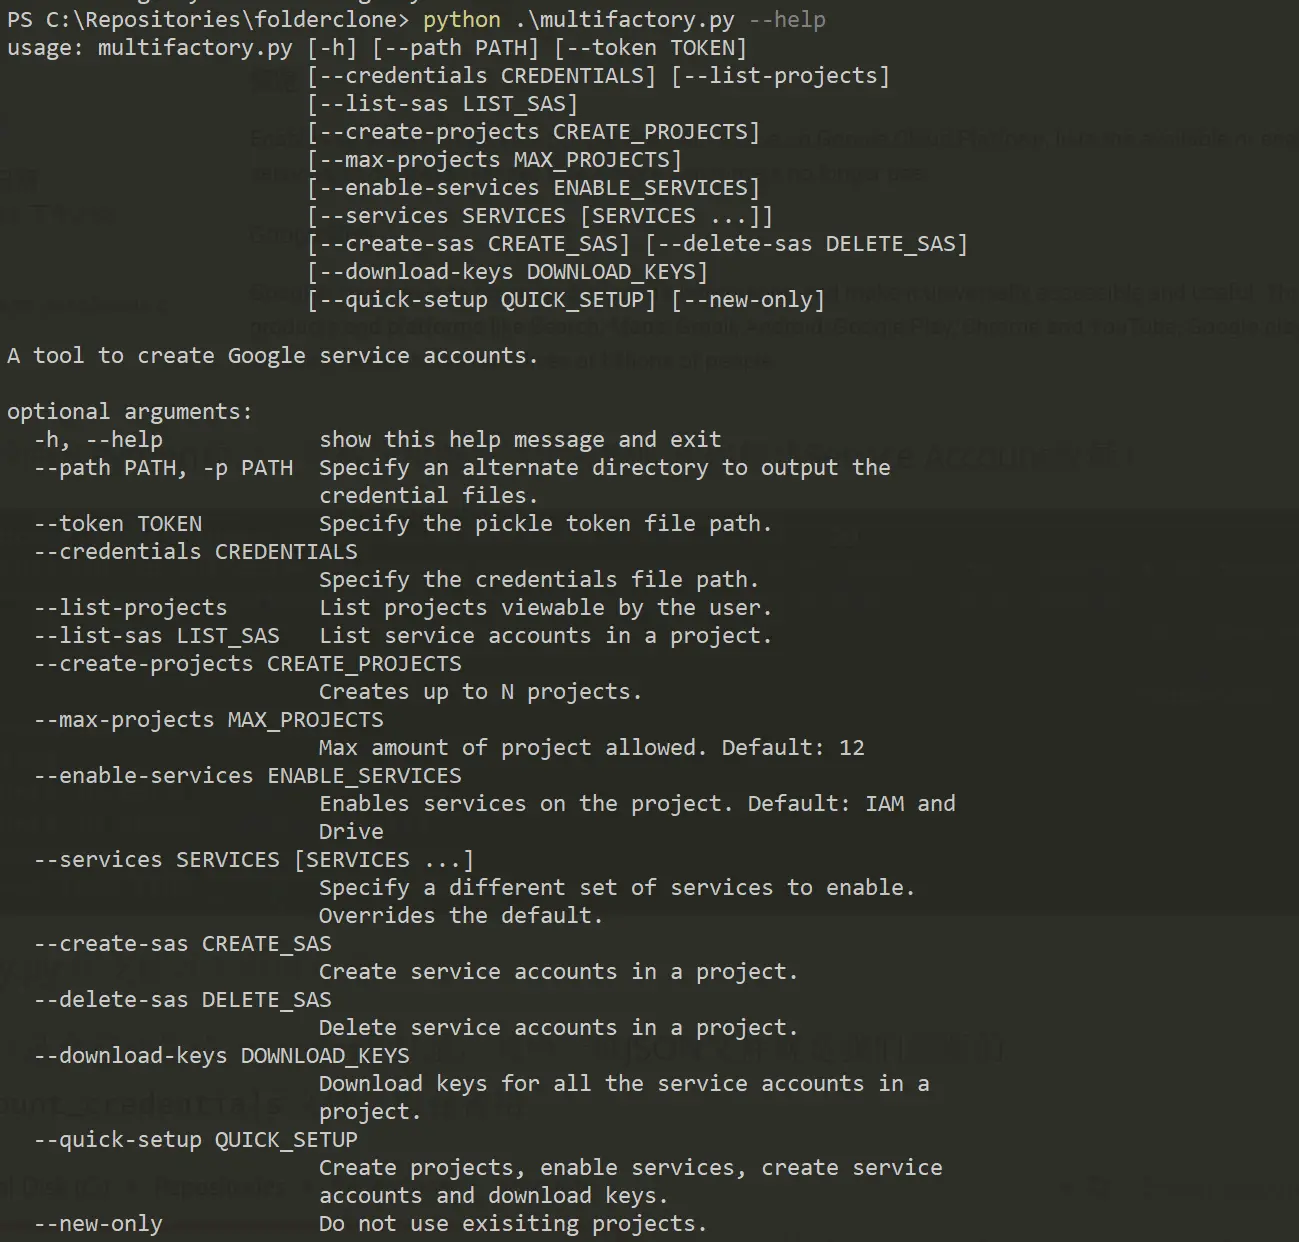 PS C:\Repositories\folderclone> python .\multifactory.py --help
usage: multifactory.py [-h] [--path PATH] [--token TOKEN]
[--credentials CREDENTIALS] [--list-projects]
[--list-sas LIST_SAS]
[--create-projects CREATE_PROJECTS]
[--max-projects MAX_PROJECTS]
[--enable-services ENABLE_SERVICES]
[--services SERVICES [SERVICES ...]]
[--create-sas CREATE_SAS] [--delete-sas DELETE_SAS]
[--download-keys DOWNLOAD_KEYS]
[--quick-setup QUICK_SETUP] [--new-only]
A tool to create Google service accounts.
optional arguments:
-h, --help show this help message and exit
--path PATH, -p PATH Specify an alternate directory to output the
credential files.
--token TOKEN Specify the pickle token file path.
--credentials CREDENTIALS
Specify the credentials file path.
--list-projects List projects viewable by the user.
--list-sas LIST_SAS List service accounts in a project.
--create-projects CREATE_PROJECTS
Creates up to N projects.
--max-projects MAX_PROJECTS
Max amount of project allowed. Default: 12
--enable-services ENABLE_SERVICES
Enables services on the project. Default: IAM and
Drive
--services SERVICES [SERVICES ...]
Specify a different set of services to enable.
Overrides the default.
--create-sas CREATE_SAS
Create service accounts in a project.
--delete-sas DELETE_SAS
Delete service accounts in a project.
--download-keys DOWNLOAD_KEYS
Download keys for all the service accounts in a
project.
--quick-setup QUICK_SETUP
Create projects, enable services, create service
accounts and download keys.
--new-only Do not use exisiting projects.